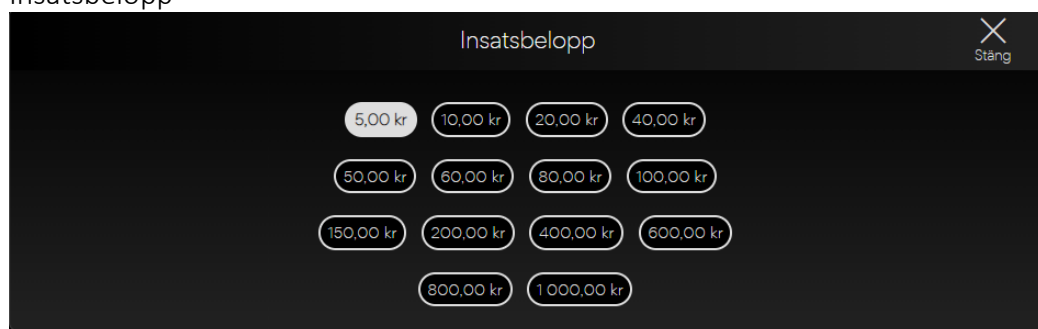 Insatsbelopp
Insatsbelopp
Stäng
5,00 kr 10,00 kr 20,00 kr 40,00 kr
50,00 kr 60,00 kr 80,00 kr 100,00 kr
150,00 kr 200,00 kr 400,00 kr 600,00 kr
800,00 kr 1 000,00 kr